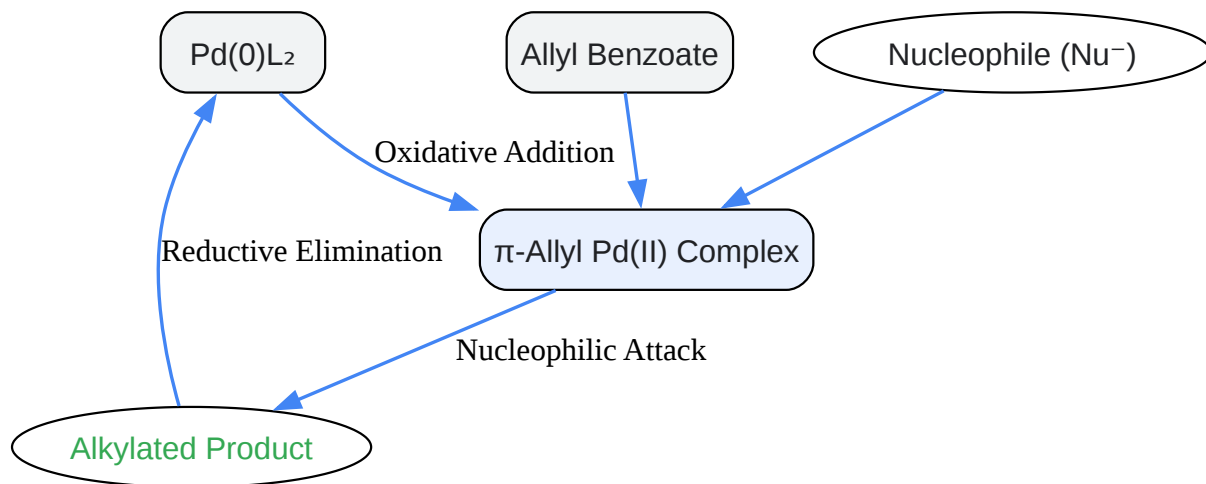 Pd(0)L₂
Allyl Benzoate
Nucleophile (Nu⁻)
Oxidative Addition
Reductive Elimination
π-Allyl Pd(II) Complex
Nucleophilic Attack
Alkylated Product